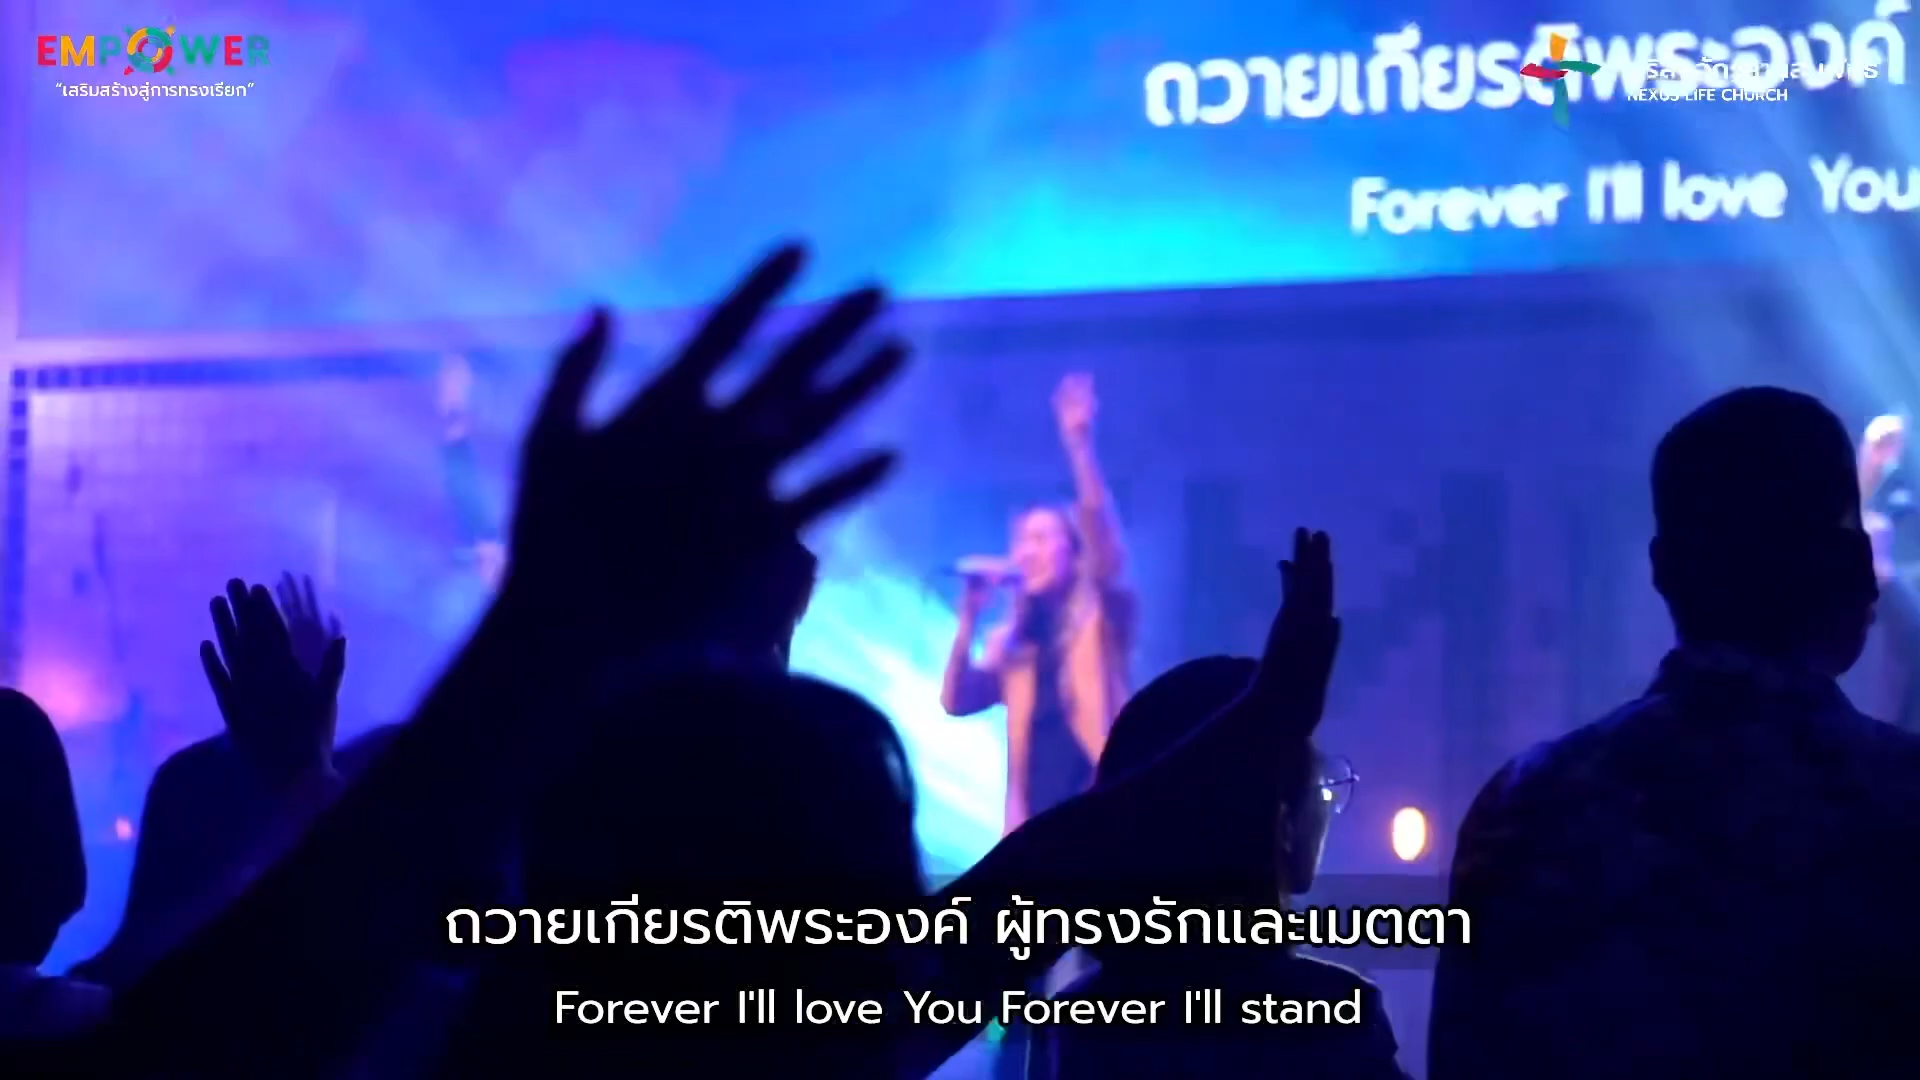 EMPOWER
“เสริมสร้างสู่การทรงเรียก”
ถวายเกียรติพระองค์
NEXUS LIFE CHURCH
Forever I'll love You
ถวายเกียรติพระองค์ ผู้ทรงรักและเมตตา
Forever I'll love You Forever I'll stand